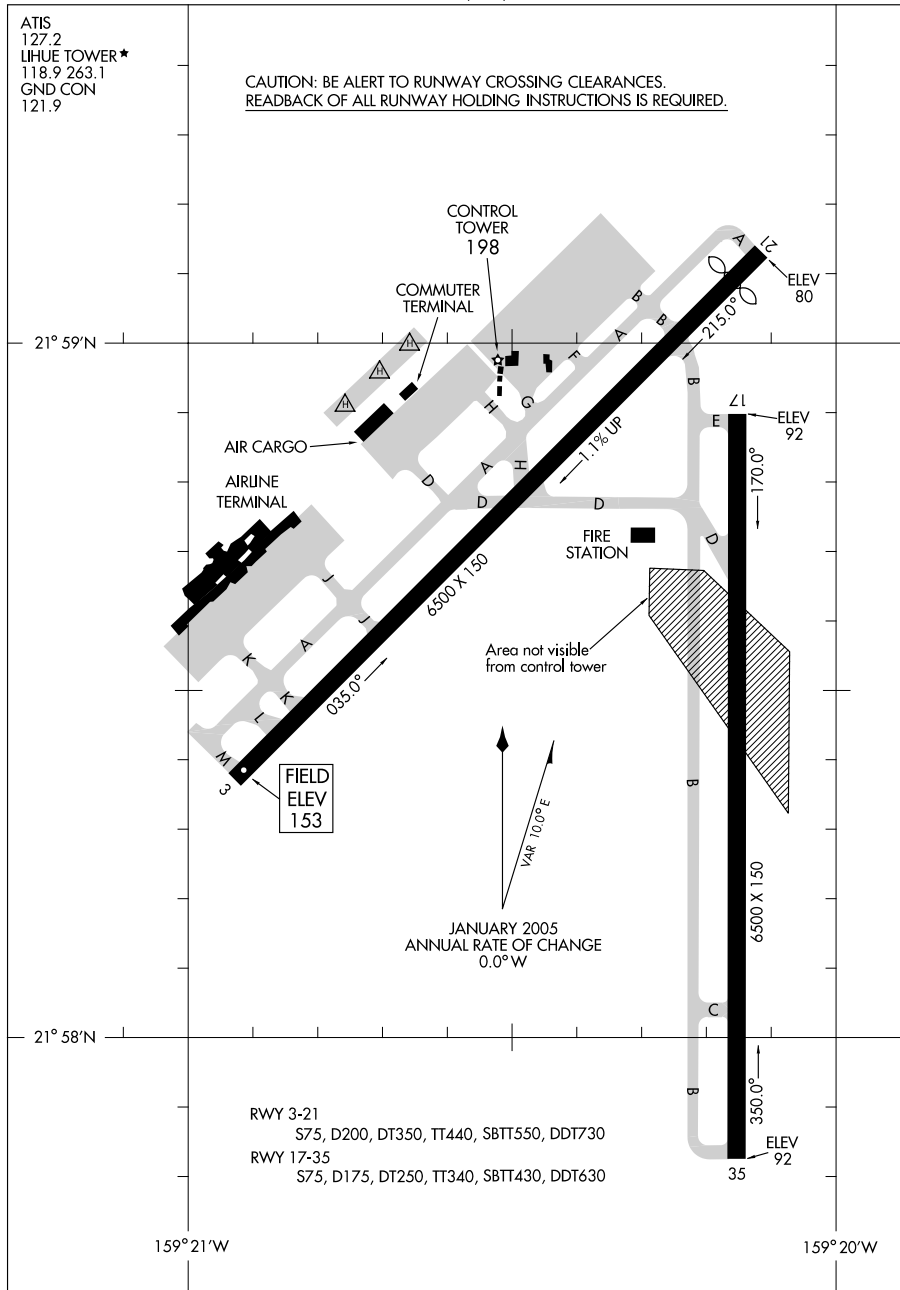 ATIS
127.2
LIHUE TOWER★
118.9 263.1
GND CON
121.9
CAUTION: BE ALERT TO RUNWAY CROSSING CLEARANCES.
READBACK OF ALL RUNWAY HOLDING INSTRUCTIONS IS REQUIRED.
CONTROL
TOWER
198
A
21
ELEV
80
COMMUTER
TERMINAL
B
B
215.0°
21° 59'N
H
H
H
A
F
B
G
H
17
E
ELEV
92
AIR CARGO
1.1% UP
A
H
170.0°
AIRLINE
TERMINAL
D
D
D
D
FIRE
STATION
6500 X 150
J
J
Area not visible
from control tower
A
K
K
L
035.0°
M
3
FIELD
ELEV
153
B
VAR 10.0° E
JANUARY 2005
ANNUAL RATE OF CHANGE
0.0° W
6500 X 150
C
21° 58'N
B
350.0°
RWY 3-21
S75, D200, DT350, TT440, SBTT550, DDT730
RWY 17-35
S75, D175, DT250, TT340, SBTT430, DDT630
ELEV
92
35
159° 21'W
159° 20'W